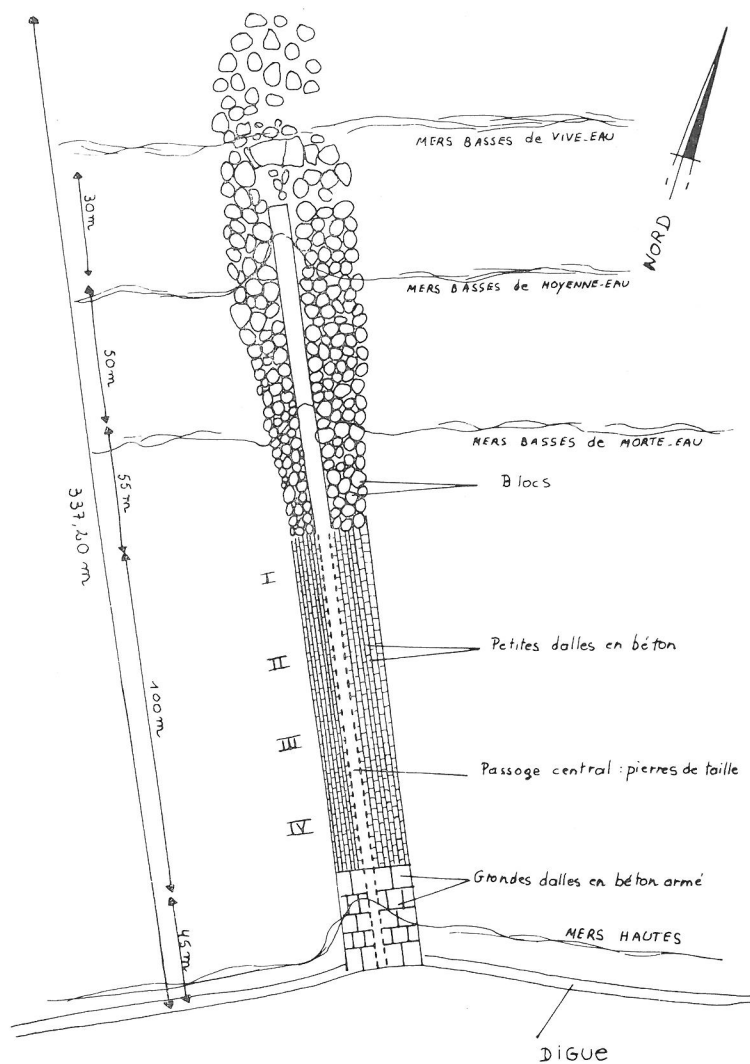 MERS BASSES de VIVE-EAU
NORD
30m
MERS BASSES de MOYENNE-EAU
50m
MERS BASSES de MORTE-EAU
55m
Blocs
337,20 m
I
Petites dalles en béton
II
100m
III
Passage central : pierres de taille
IV
Grandes dalles en béton armé
45m
MERS HAUTES
DIGUE